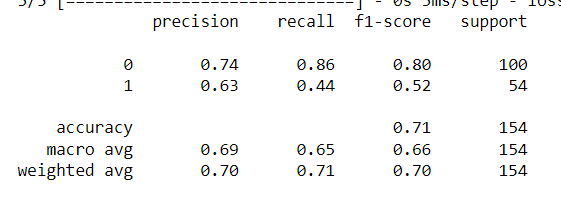 5/5 [==============================] - 0s 5ms/step - loss
precision recall f1-score support
0 0.74 0.86 0.80 100
1 0.63 0.44 0.52 54
accuracy 0.71 154
macro avg 0.69 0.65 0.66 154
weighted avg 0.70 0.71 0.70 154